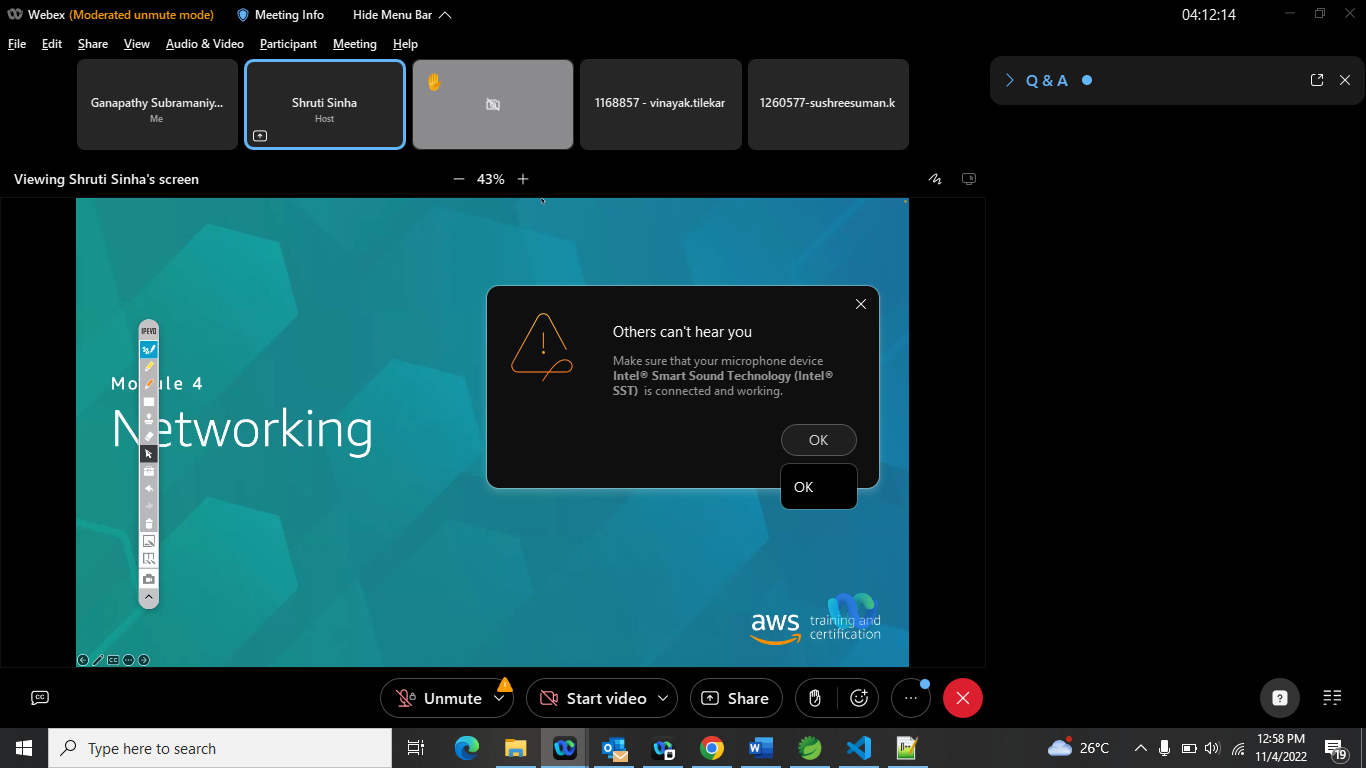 Webex (Moderated unmute mode)
Meeting Info
Hide Menu Bar
04:12:14
File Edit Share View Audio & Video Participant Meeting Help
Ganapathy Subramaniy...
Me
Shruti Sinha
Host
1168857 - vinayak.tilekar
1260577-sushreesuman.k
Q & A
Viewing Shruti Sinha's screen
43%
Others can't hear you
Make sure that your microphone device
Intel® Smart Sound Technology (Intel®
SST) is connected and working.
OK
OK
IPEVO
Module 4
Networking
aws training and
certification
CC
CC
Unmute
Start video
Share
Type here to search
26°C
12:58 PM
11/4/2022
19